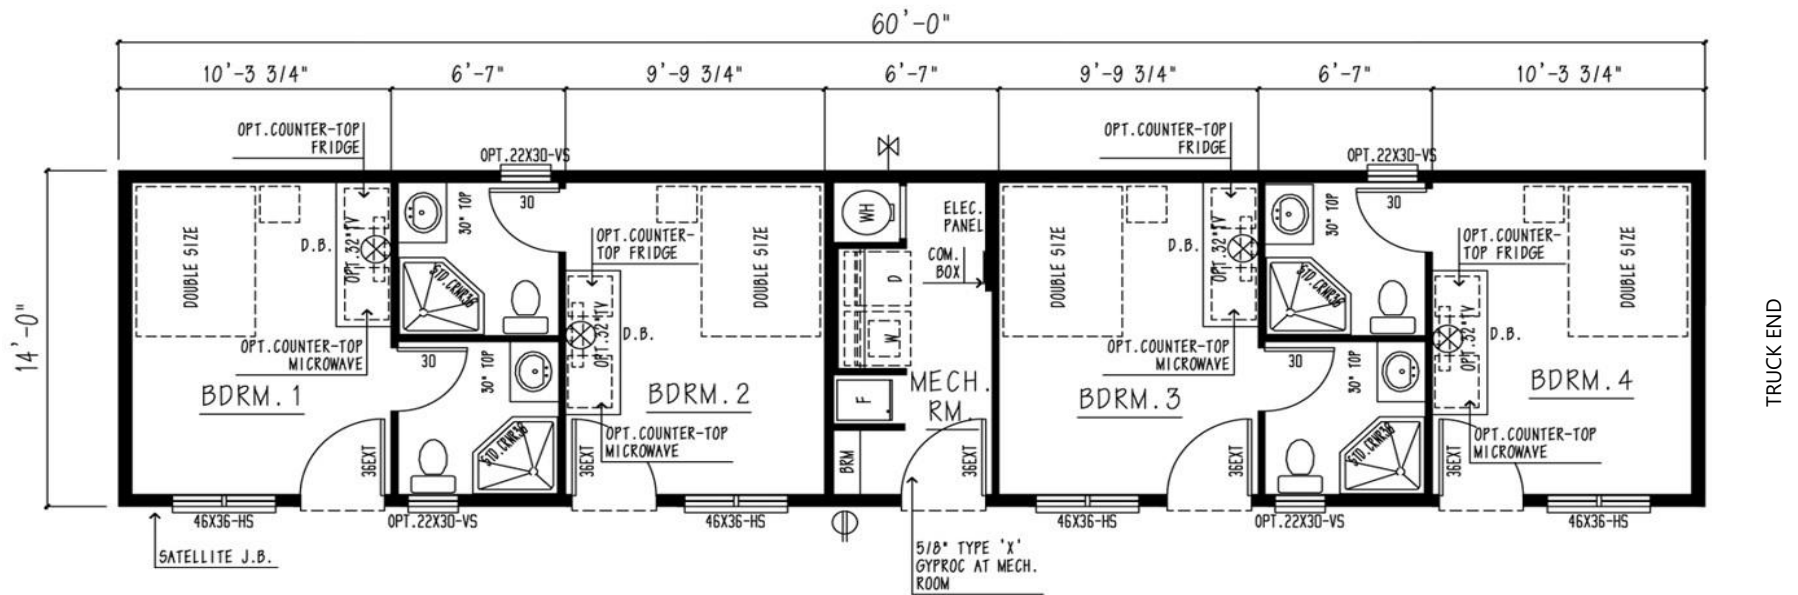 60'-0"
10'-3 3/4"
6'-7"
9'-9 3/4"
6'-7"
9'-9 3/4"
6'-7"
10'-3 3/4"
OPT.COUNTER-TOP
FRIDGE
OPT.22X30-VS
OPT.COUNTER-TOP
FRIDGE
OPT.22X30-VS
14'-0"
DOUBLE SIZE
D.B.
OPT.32"TV
30" TOP
30
STD.CRNR36
OPT.COUNTER-
TOP FRIDGE
DOUBLE SIZE
OPT.32"TV
D.B.
OPT.COUNTER-TOP
MICROWAVE
30
30" TOP
BDRM.1
BDRM.2
36EXT
STD.CRNR36
36EXT
OPT.COUNTER-TOP
MICROWAVE
WH
ELEC.
PANEL
COM.
BOX
D
W
F
MECH.
RM.
BRM
36EXT
DOUBLE SIZE
D.B.
OPT.32"TV
30" TOP
30
STD.CRNR36
OPT.COUNTER-
TOP FRIDGE
DOUBLE SIZE
OPT.32"TV
D.B.
OPT.COUNTER-TOP
MICROWAVE
30
30" TOP
BDRM.3
BDRM.4
36EXT
STD.CRNR36
36EXT
OPT.COUNTER-TOP
MICROWAVE
TRUCK END
46X36-HS
OPT.22X30-VS
46X36-HS
46X36-HS
OPT.22X30-VS
46X36-HS
SATELLITE J.B.
5/8" TYPE 'X'
GYPROC AT MECH.
ROOM